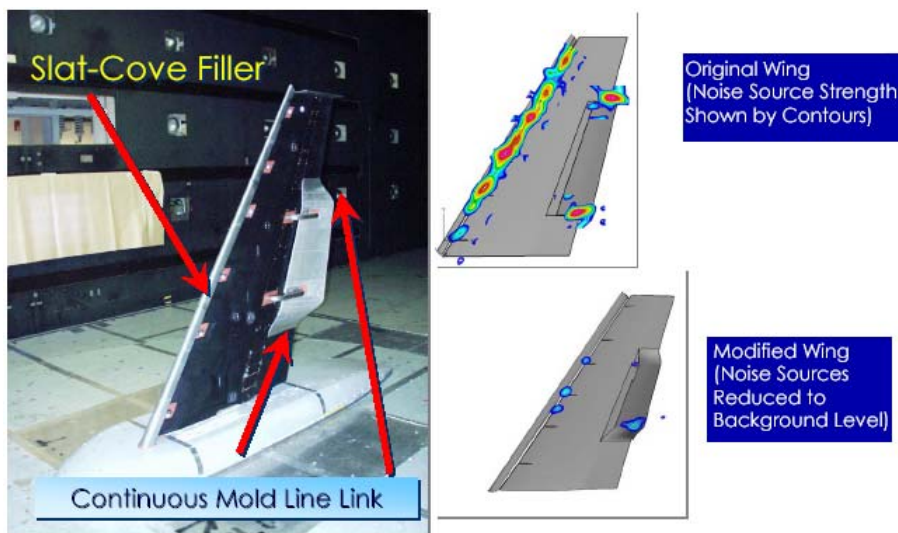 Slat-Cove Filler
Continuous Mold Line Link
Original Wing
(Noise Source Strength
Shown by Contours)
Modified Wing
(Noise Sources
Reduced to
Background Level)